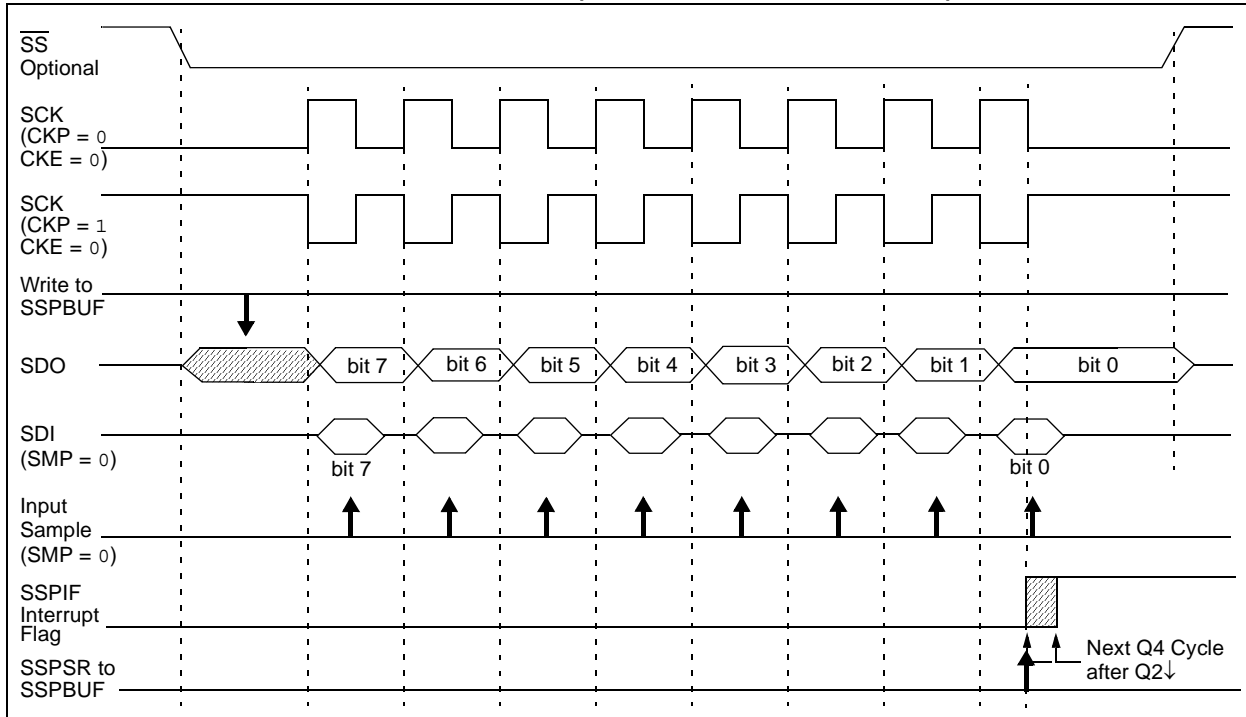 SS
Optional
SCK
(CKP = 0
CKE = 0)
SCK
(CKP = 1
CKE = 0)
Write to
SSPBUF
SDO
bit 7
bit 6
bit 5
bit 4
bit 3
bit 2
bit 1
bit 0
SDI
(SMP = 0)
bit 7
bit 0
Input
Sample
(SMP = 0)
SSPIF
Interrupt
Flag
Next Q4 Cycle
after Q2↓
SSPSR to
SSPBUF